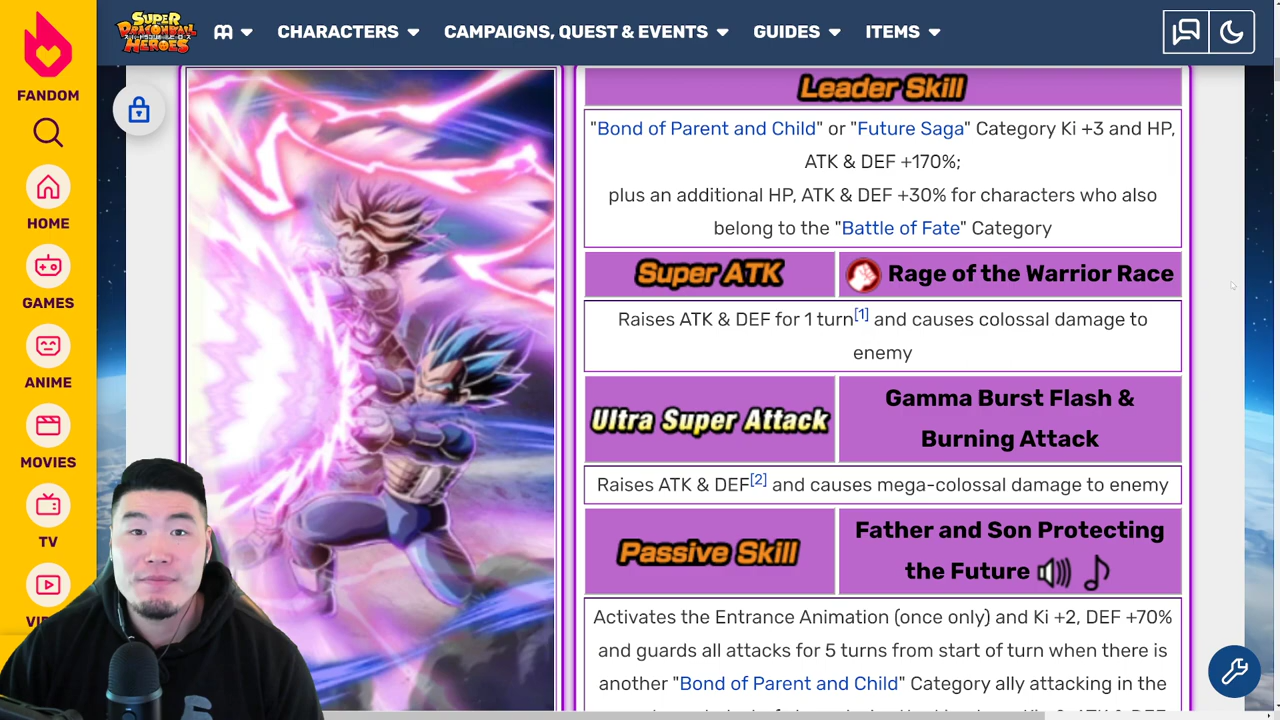 SUPER DRAGONBALL HEROES
CHARACTERS
CAMPAIGNS, QUEST & EVENTS
GUIDES
ITEMS
FANDOM
HOME
GAMES
ANIME
MOVIES
TV
Leader Skill
"Bond of Parent and Child" or "Future Saga" Category Ki +3 and HP,
ATK & DEF +170%;
plus an additional HP, ATK & DEF +30% for characters who also
belong to the "Battle of Fate" Category
Super ATK
Rage of the Warrior Race
Raises ATK & DEF for 1 turn[1] and causes colossal damage to
enemy
Ultra Super Attack
Gamma Burst Flash &
Burning Attack
Raises ATK & DEF[2] and causes mega-colossal damage to enemy
Passive Skill
Father and Son Protecting
the Future
Activates the Entrance Animation (once only) and Ki +2, DEF +70%
and guards all attacks for 5 turns from start of turn when there is
another "Bond of Parent and Child" Category ally attacking in the